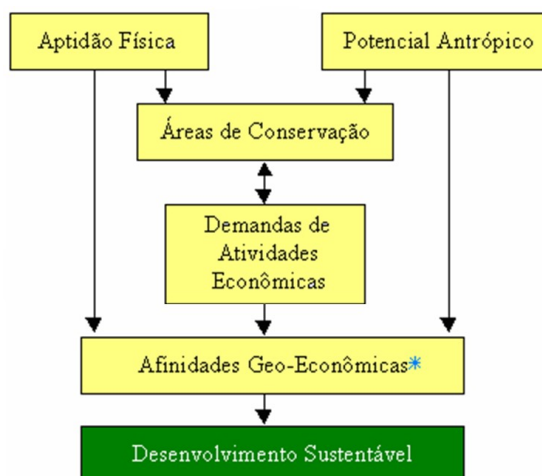 Aptidão Física
Potencial Antrópico
Áreas de Conservação
Demandas de
Atividades
Econômicas
Afinidades Geo-Econômicas*
Desenvolvimento Sustentável